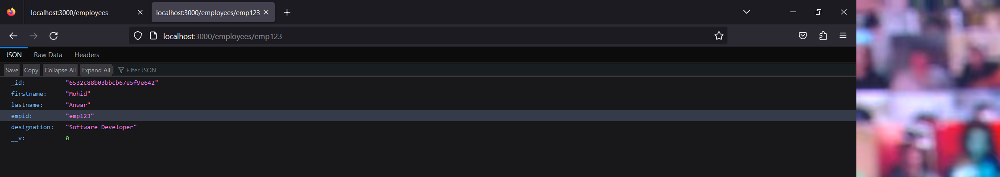 localhost:3000/employees
localhost:3000/employees/emp123
localhost:3000/employees/emp123
JSON Raw Data Headers
Save Copy Collapse All Expand All Filter JSON
_id: "6532c88b03bbcb67e5f9e642"
firstname: "Mohid"
lastname: "Anwar"
empid: "emp123"
designation: "Software Developer"
__v: 0